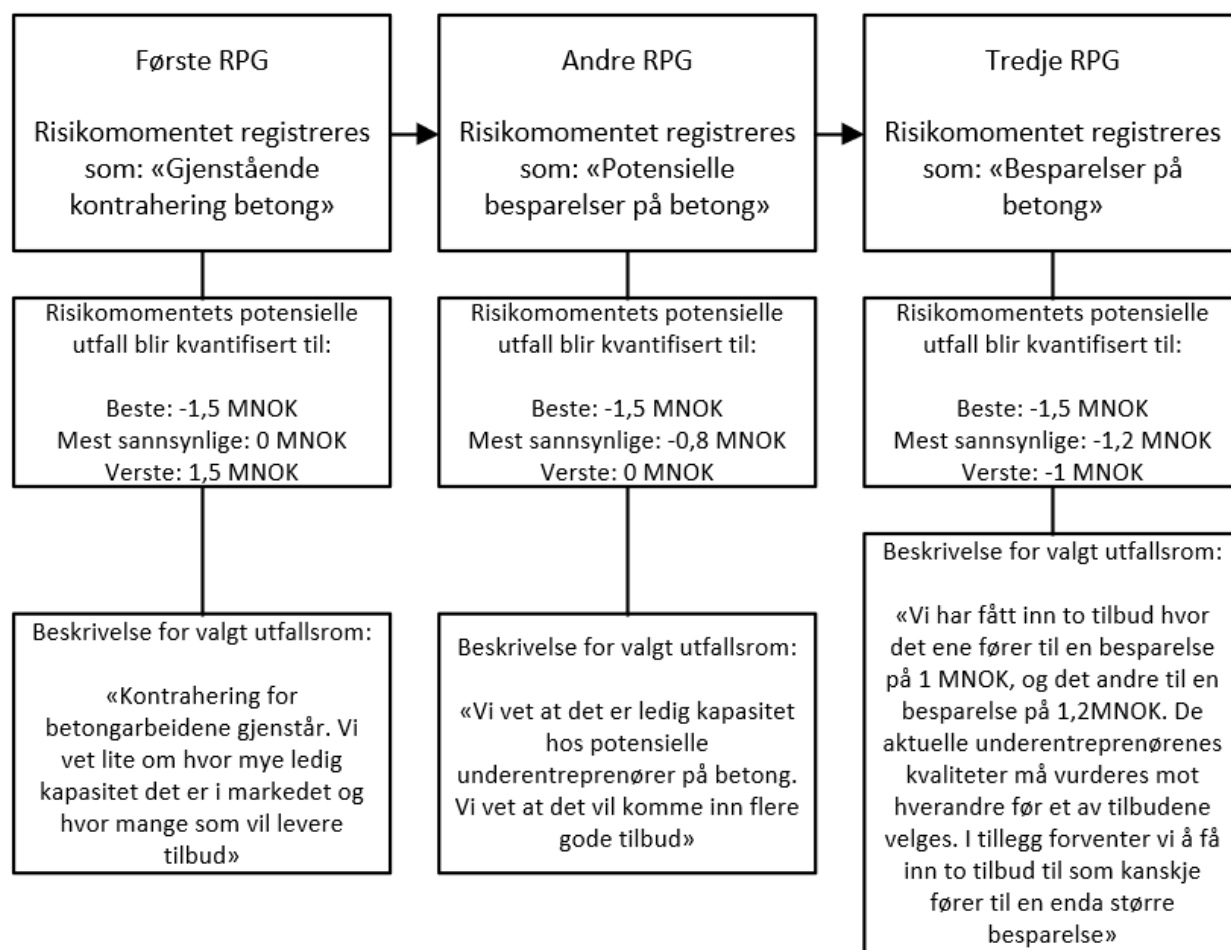 Første RPG
Risikomomentet registreres
som: «Gjenstående
kontrahering betong»
Andre RPG
Risikomomentet registreres
som: «Potensielle
besparelser på betong»
Tredje RPG
Risikomomentet registreres
som: «Besparelser på
betong»
Risikomomentets potensielle
utfall blir kvantifisert til:
Beste: -1,5 MNOK
Mest sannsynlige: 0 MNOK
Verste: 1,5 MNOK
Risikomomentets potensielle
utfall blir kvantifisert til:
Beste: -1,5 MNOK
Mest sannsynlige: -0,8 MNOK
Verste: 0 MNOK
Risikomomentets potensielle
utfall blir kvantifisert til:
Beste: -1,5 MNOK
Mest sannsynlige: -1,2 MNOK
Verste: -1 MNOK
Beskrivelse for valgt utfallsrom:
«Kontrahering for
betongarbeidene gjenstår. Vi
vet lite om hvor mye ledig
kapasitet det er i markedet og
hvor mange som vil levere
tilbud»
Beskrivelse for valgt utfallsrom:
«Vi vet at det er ledig kapasitet
hos potensielle
underentreprenører på betong.
Vi vet at det vil komme inn flere
gode tilbud»
Beskrivelse for valgt utfallsrom:
«Vi har fått inn to tilbud hvor
det ene fører til en besparelse
på 1 MNOK, og det andre til en
besparelse på 1,2MNOK. De
aktuelle underentreprenørenes
kvaliteter må vurderes mot
hverandre før et av tilbudene
velges. I tillegg forventer vi å få
inn to tilbud til som kanskje
fører til en enda større
besparelse»